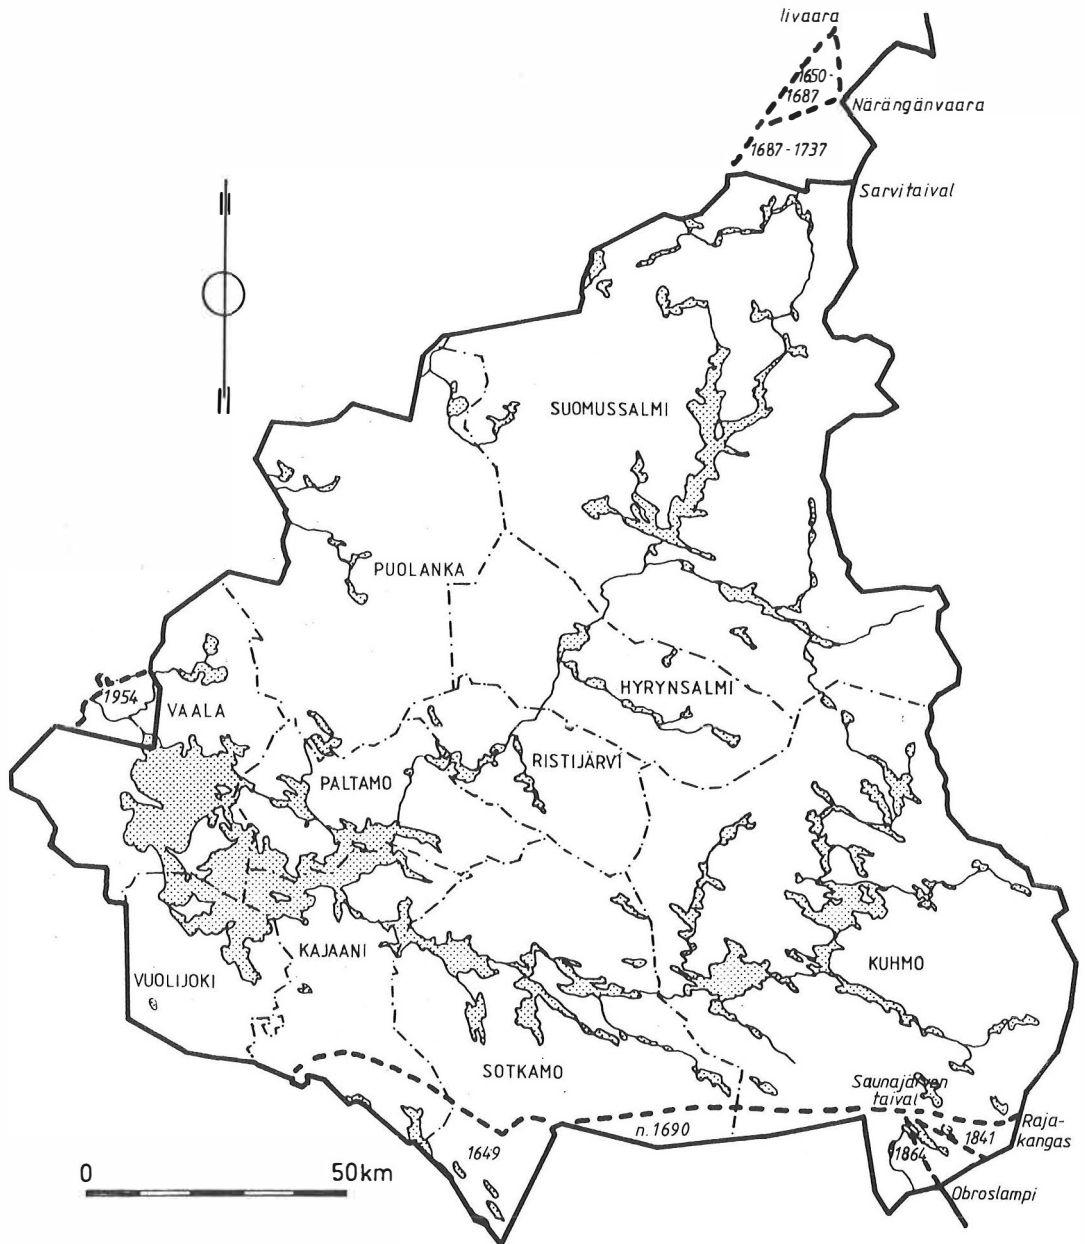 Iivaara
1650-
1687
Närängänvaara
1687-1737
Sarvitaival
SUOMUSSALMI
PUOLANKA
HYRYNSALMI
1954
VAALA
RISTIJÄRVI
PALTAMO
KAJAANI
KUHMO
VUOLIJOKI
SOTKAMO
Saunajärven
taival
Raja-
kangas
n. 1690
1841
1649
1864
0 50km
Obroslampi